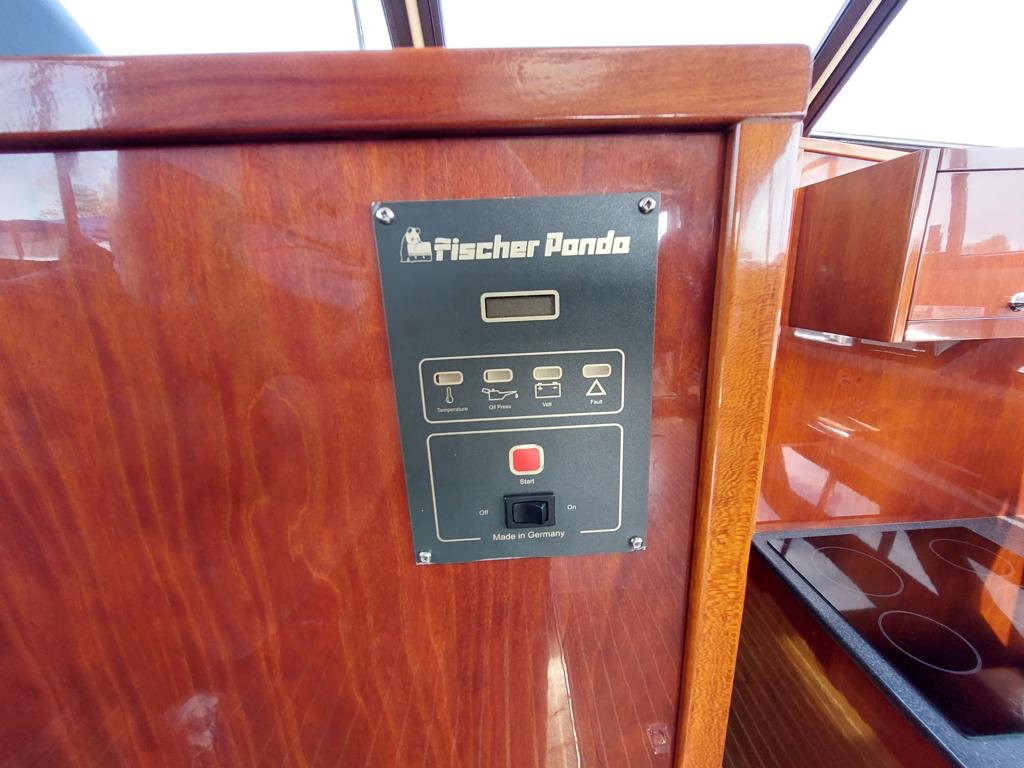 Fischer Panda
Temperature Oil Press Volt Fault
Start
Off On
Made in Germany